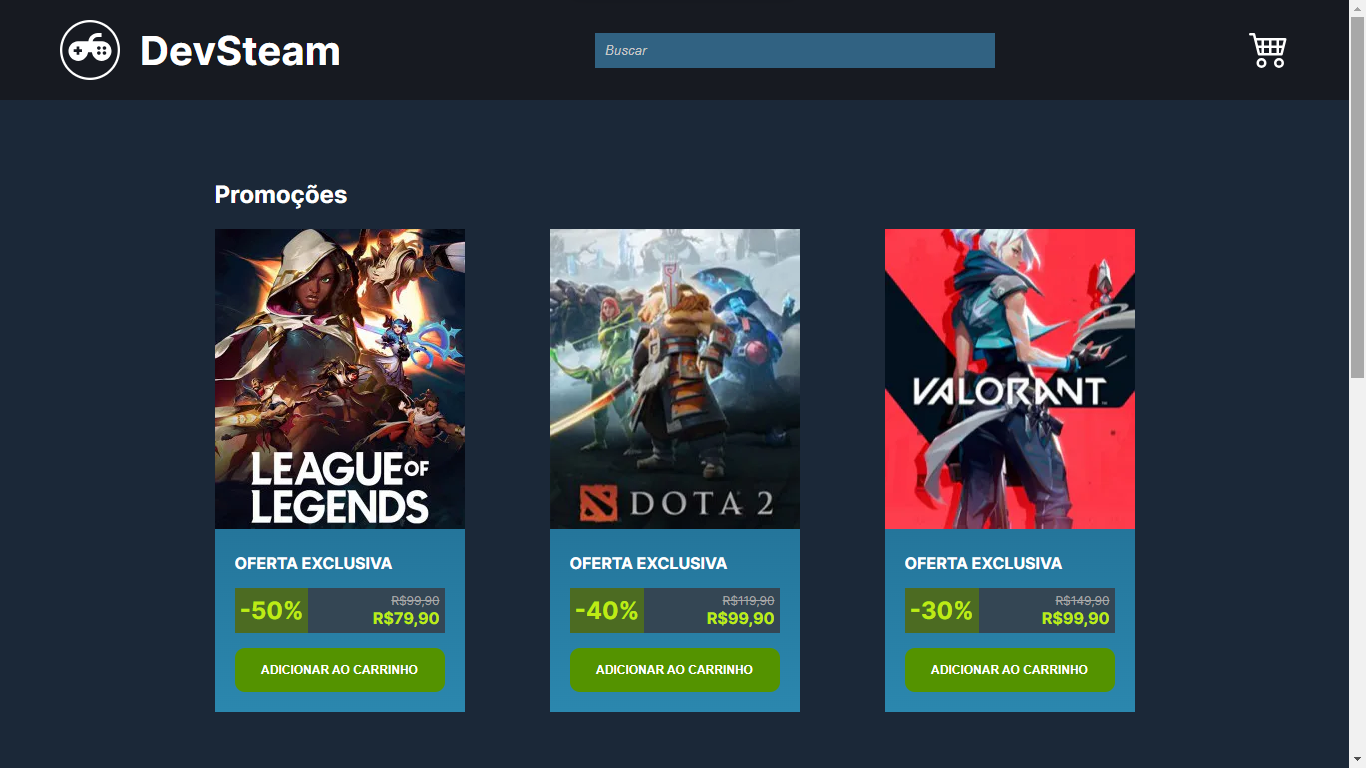 DevSteam
Buscar
Promoções
LEAGUE OF
LEGENDS
DOTA 2
VALORANT
OFERTA EXCLUSIVA
-50%
R$99,90
R$79,90
ADICIONAR AO CARRINHO
OFERTA EXCLUSIVA
-40%
R$119,90
R$99,90
ADICIONAR AO CARRINHO
OFERTA EXCLUSIVA
-30%
R$149,90
R$99,90
ADICIONAR AO CARRINHO